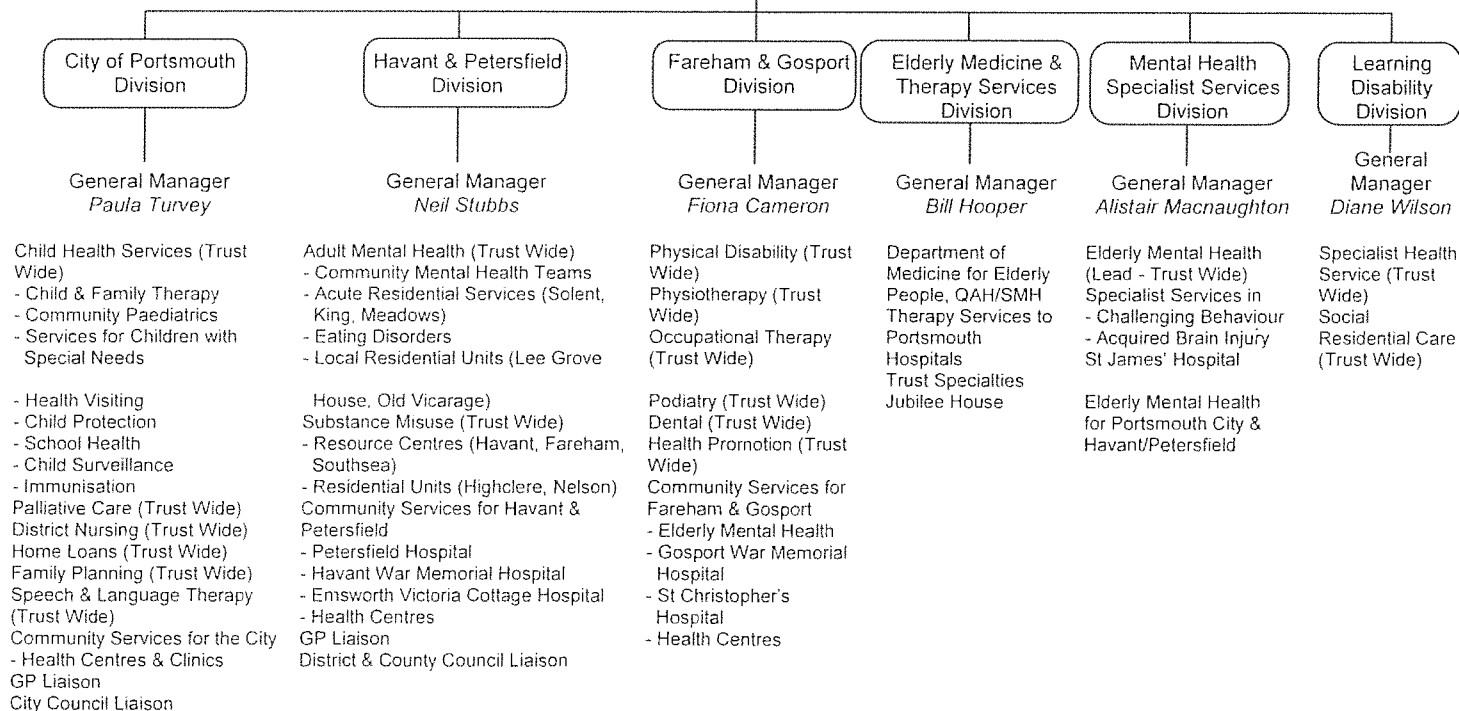 City of Portsmouth
Division
General Manager
Paula Turvey
Child Health Services (Trust
Wide)
- Child & Family Therapy
- Community Paediatrics
- Services for Children with
Special Needs
- Health Visiting
- Child Protection
- School Health
- Child Surveillance
- Immunisation
Palliative Care (Trust Wide)
District Nursing (Trust Wide)
Home Loans (Trust Wide)
Family Planning (Trust Wide)
Speech & Language Therapy
(Trust Wide)
Community Services for the City
- Health Centres & Clinics
GP Liaison
City Council Liaison
Havant & Petersfield
Division
General Manager
Neil Stubbs
Adult Mental Health (Trust Wide)
- Community Mental Health Teams
- Acute Residential Services (Solent,
King, Meadows)
- Eating Disorders
- Local Residential Units (Lee Grove
House, Old Vicarage)
Substance Misuse (Trust Wide)
- Resource Centres (Havant, Fareham,
Southsea)
- Residential Units (Highclere, Nelson)
Community Services for Havant &
Petersfield
- Petersfield Hospital
- Havant War Memorial Hospital
- Emsworth Victoria Cottage Hospital
- Health Centres
GP Liaison
District & County Council Liaison
Fareham & Gosport
Division
General Manager
Fiona Cameron
Physical Disability (Trust
Wide)
Physiotherapy (Trust
Wide)
Occupational Therapy
(Trust Wide)
Podiatry (Trust Wide)
Dental (Trust Wide)
Health Promotion (Trust
Wide)
Community Services for
Fareham & Gosport
- Elderly Mental Health
- Gosport War Memorial
Hospital
- St Christopher's
Hospital
- Health Centres
Elderly Medicine &
Therapy Services
Division
General Manager
Bill Hooper
Department of
Medicine for Elderly
People, QAH/SMH
Therapy Services to
Portsmouth
Hospitals
Trust Specialties
Jubilee House
Mental Health
Specialist Services
Division
General Manager
Alistair Macnaughton
Elderly Mental Health
(Lead - Trust Wide)
Specialist Services in
- Challenging Behaviour
- Acquired Brain Injury
St James' Hospital
Elderly Mental Health
for Portsmouth City &
Havant/Petersfield
Learning
Disability
Division
General
Manager
Diane Wilson
Specialist Health
Service (Trust
Wide)
Social
Residential Care
(Trust Wide)